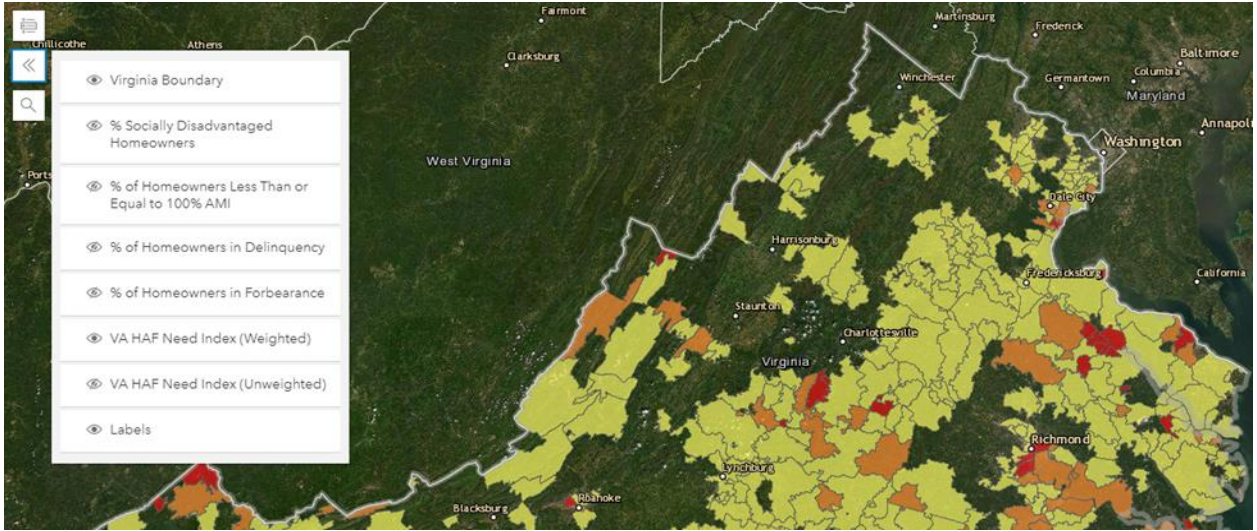 Fairmont
Martinsburg
Frederick
Chillicothe
Athens
Clarksburg
Baltimore
Winchester
Germantown
Columbia
Maryland
Virginia Boundary
% Socially Disadvantaged
Homeowners
Annapoli
Washington
West Virginia
Ports
% of Homeowners Less Than or
Equal to 100% AMI
Dale City
% of Homeowners in Delinquency
Harrisonburg
Fredericksburg
California
% of Homeowners in Forbearance
Staunton
VA HAF Need Index (Weighted)
Charlottesville
Virginia
VA HAF Need Index (Unweighted)
Labels
Richmond
Lynchburg
Roanoke
Blacksburg